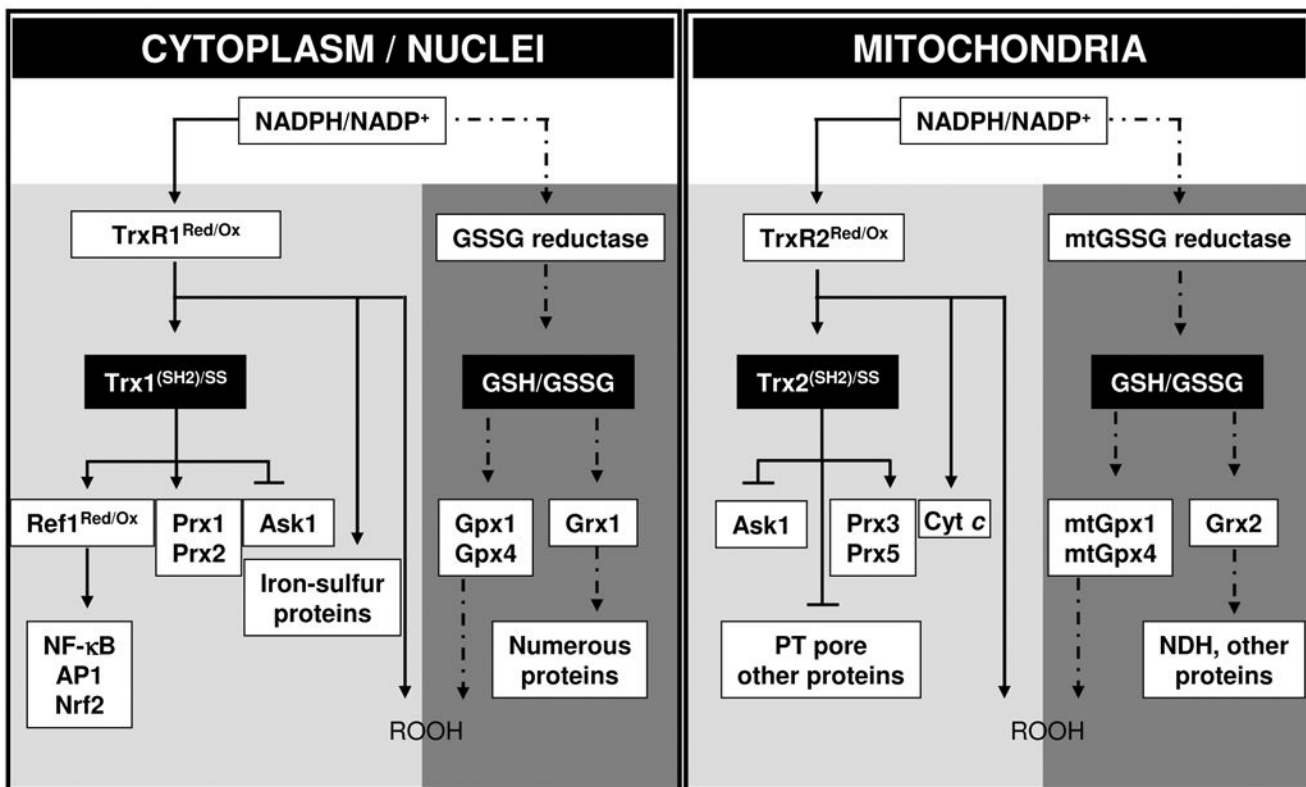 CYTOPLASM / NUCLEI
NADPH/NADP⁺
TrxR1ᴿᵉᵈ/ᴼˣ
GSSG reductase
Trx1⁽ˢᴴ²⁾/ˢˢ
GSH/GSSG
Ref1ᴿᵉᵈ/ᴼˣ
Prx1
Prx2
Ask1
Gpx1
Gpx4
Grx1
Iron-sulfur
proteins
NF-κB
AP1
Nrf2
Numerous
proteins
ROOH
MITOCHONDRIA
NADPH/NADP⁺
TrxR2ᴿᵉᵈ/ᴼˣ
mtGSSG reductase
Trx2⁽ˢᴴ²⁾/ˢˢ
GSH/GSSG
Ask1
Prx3
Prx5
Cyt c
mtGpx1
mtGpx4
Grx2
PT pore
other proteins
NDH, other
proteins
ROOH